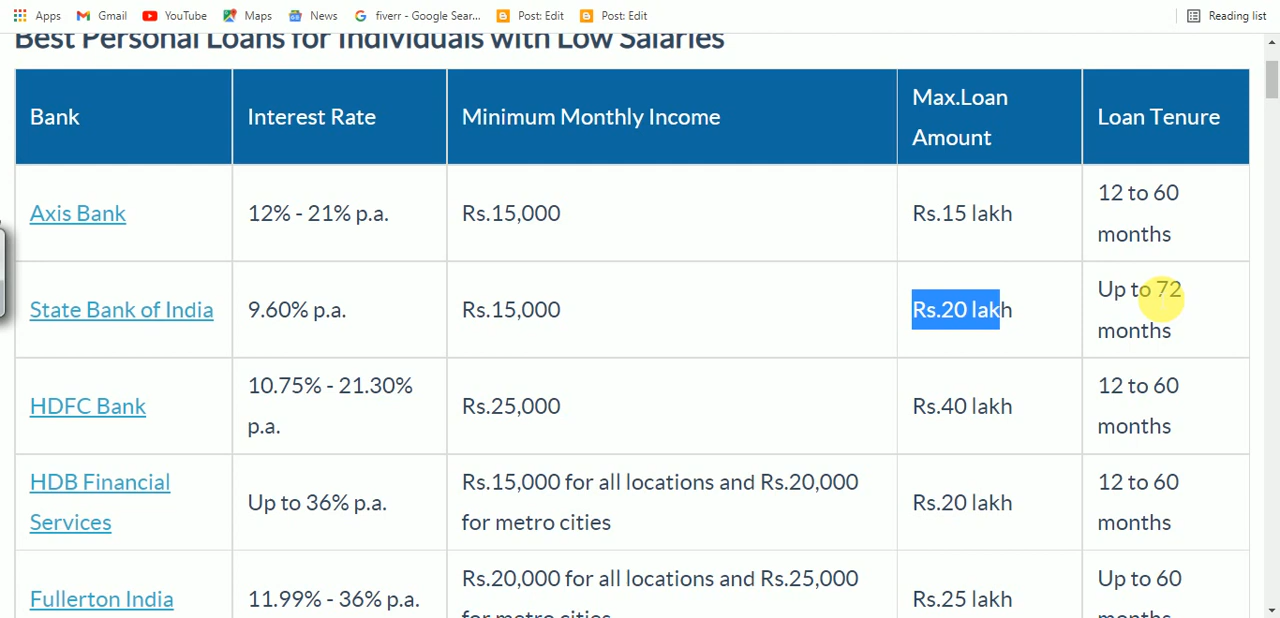 Apps Gmail YouTube Maps News fiverr - Google Sear... Post: Edit Post: Edit Reading list
Best Personal Loans for Individuals with Low Salaries
Bank Interest Rate Minimum Monthly Income Max.Loan Amount Loan Tenure
Axis Bank 12% - 21% p.a. Rs.15,000 Rs.15 lakh 12 to 60 months
State Bank of India 9.60% p.a. Rs.15,000 Rs.20 lakh Up to 72 months
HDFC Bank 10.75% - 21.30% p.a. Rs.25,000 Rs.40 lakh 12 to 60 months
HDB Financial Services Up to 36% p.a. Rs.15,000 for all locations and Rs.20,000 for metro cities Rs.20 lakh 12 to 60 months
Fullerton India 11.99% - 36% p.a. Rs.20,000 for all locations and Rs.25,000 for metro cities Rs.25 lakh Up to 60 months